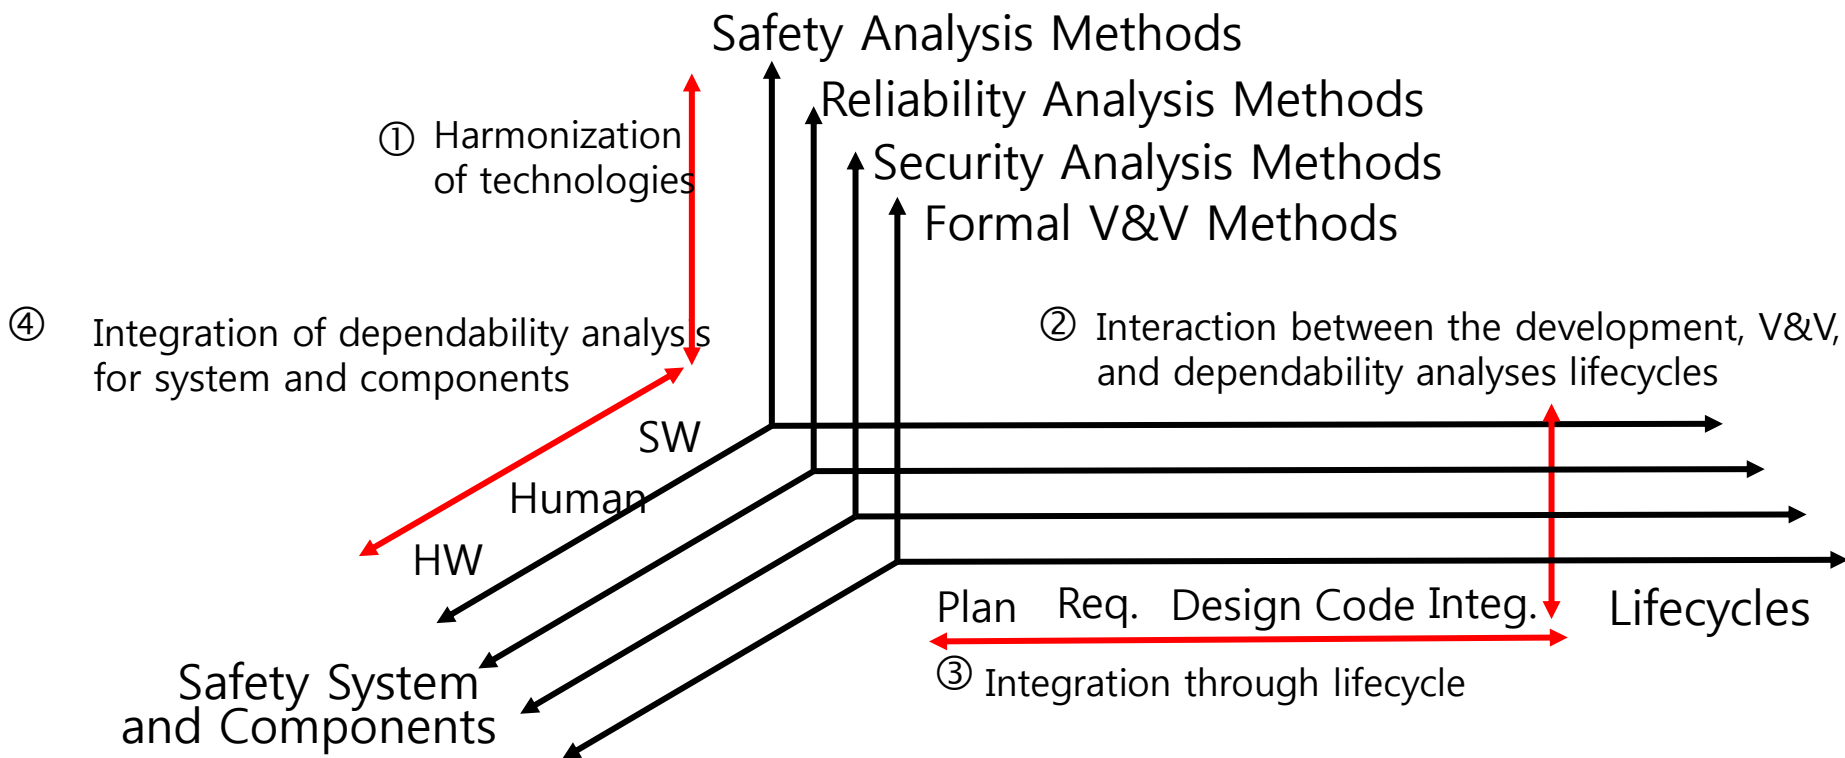 Safety Analysis Methods
Reliability Analysis Methods
① Harmonization
of technologies
Security Analysis Methods
Formal V&V Methods
④ Integration of dependability analysis
for system and components
② Interaction between the development, V&V,
and dependability analyses lifecycles
SW
Human
HW
Plan Req. Design Code Integ. Lifecycles
③ Integration through lifecycle
Safety System
and Components